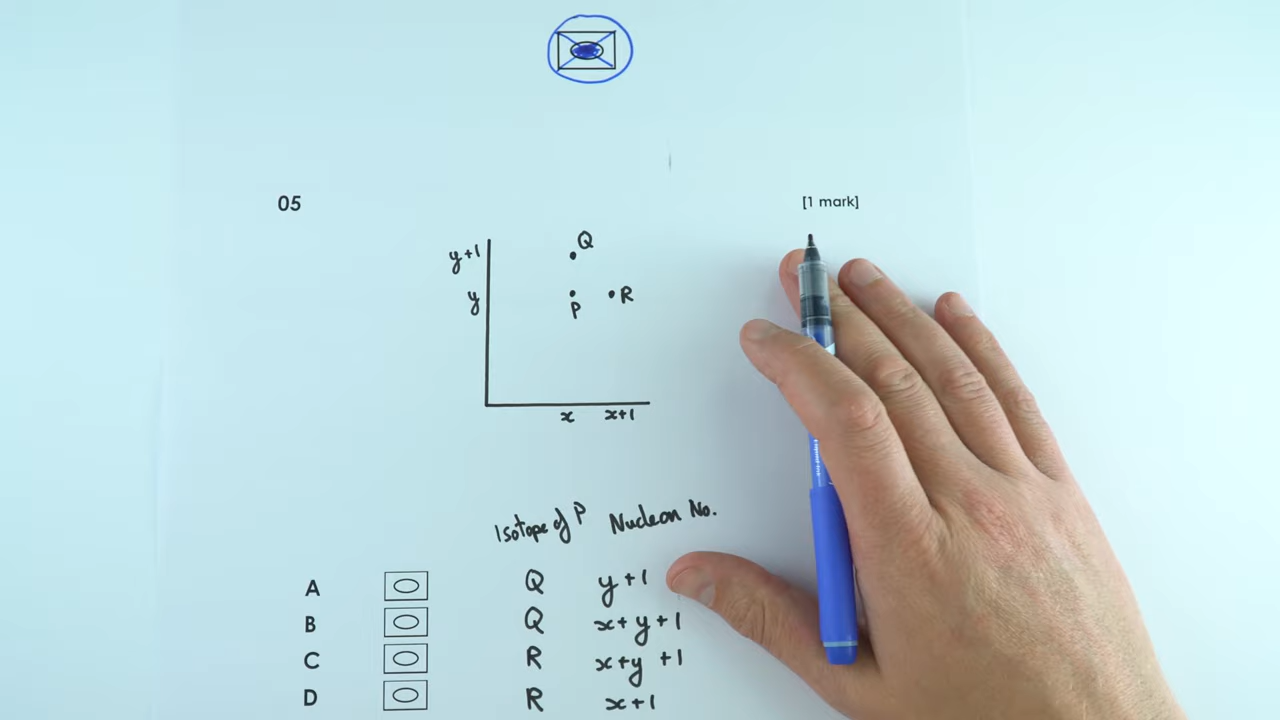 05 [1 mark]
y+1
Q
y
P
R
x x+1
Isotope of P Nucleon No.
A Q y+1
B Q x+y+1
C R x+y+1
D R x+1